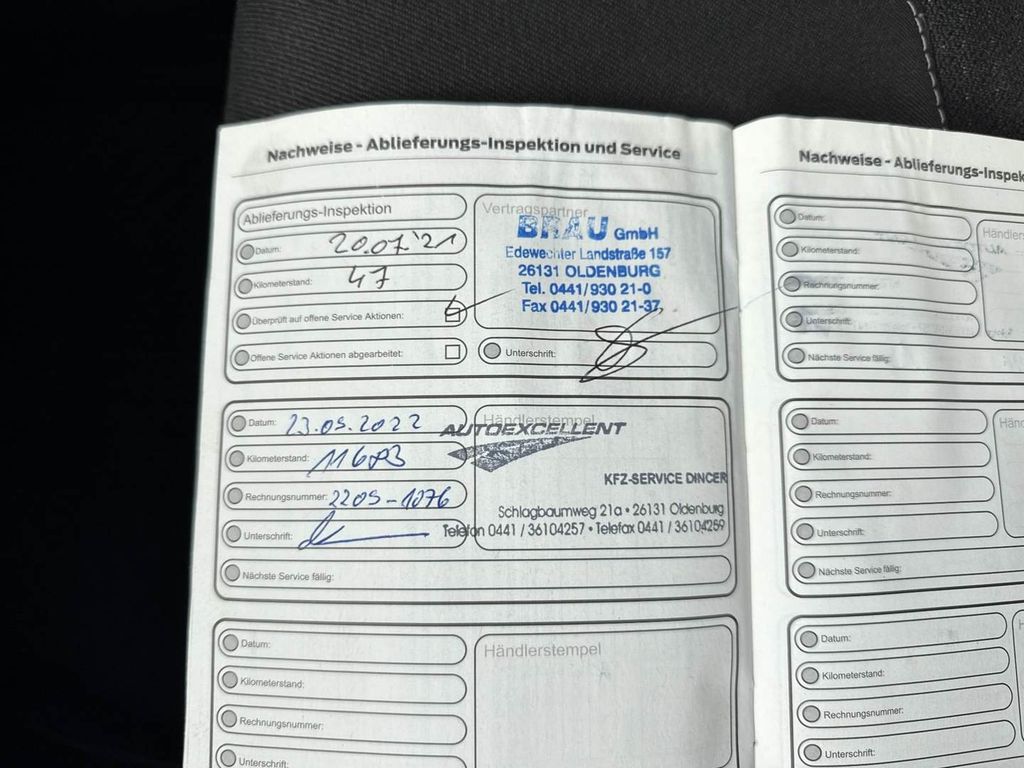 Nachweise - Ablieferungs-Inspektion und Service
Ablieferungs-Inspektion
Datum: 20.07.'21
Kilometerstand: 47
Überprüft auf offene Service Aktionen:
Offene Service Aktionen abgearbeitet:
Vertragspartner
BRAU GmbH
Edewechter Landstraße 157
26131 OLDENBURG
Tel. 0441/930 21-0
Fax 0441/930 21-37
Unterschrift:
Datum: 23.05.2022
Kilometerstand: 11683
Rechnungsnummer: 2205-1076
Unterschrift:
Nächste Service fällig:
Händlerstempel
AUTOEXCELLENT
KFZ-SERVICE DINCER
Schlagbaumweg 21a • 26131 Oldenburg
Telefon 0441 / 36104257 • Telefax 0441 / 36104259
Datum:
Kilometerstand:
Rechnungsnummer:
Unterschrift:
Händlerstempel
Nachweise - Ablieferungs-Inspek
Datum:
Kilometerstand:
Rechnungsnummer:
Unterschrift:
Nächste Service fällig:
Händlers
Datum:
Kilometerstand:
Rechnungsnummer:
Unterschrift:
Nächste Service fällig:
Händ
Datum:
Kilometerstand:
Rechnungsnummer:
Unterschrift: